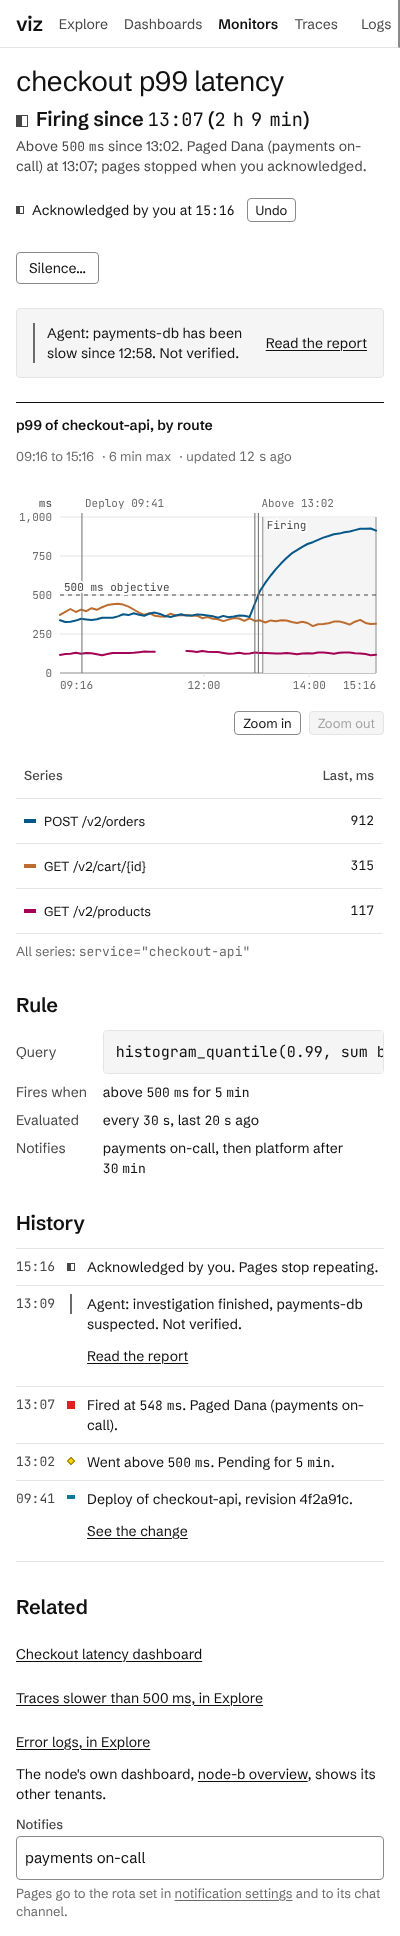 viz Explore Dashboards Monitors Traces Logs
checkout p99 latency
Firing since 13:07 (2 h 9 min)
Above 500 ms since 13:02. Paged Dana (payments on-
call) at 13:07; pages stopped when you acknowledged.
Acknowledged by you at 15:16 Undo
Silence…
Agent: payments-db has been
slow since 12:58. Not verified.
Read the report
p99 of checkout-api, by route
09:16 to 15:16 · 6 min max · updated 12 s ago
ms Deploy 09:41 Above 13:02
1,000
Firing
750
500 ms objective
500
250
0
09:16 12:00 14:00 15:16
Zoom in Zoom out
Series Last, ms
POST /v2/orders 912
GET /v2/cart/{id} 315
GET /v2/products 117
All series: service="checkout-api"
Rule
Query histogram_quantile(0.99, sum b
Fires when above 500 ms for 5 min
Evaluated every 30 s, last 20 s ago
Notifies payments on-call, then platform after
30 min
History
15:16 Acknowledged by you. Pages stop repeating.
13:09 Agent: investigation finished, payments-db
suspected. Not verified.
Read the report
13:07 Fired at 548 ms. Paged Dana (payments on-
call).
13:02 Went above 500 ms. Pending for 5 min.
09:41 Deploy of checkout-api, revision 4f2a91c.
See the change
Related
Checkout latency dashboard
Traces slower than 500 ms, in Explore
Error logs, in Explore
The node's own dashboard, node-b overview, shows its
other tenants.
Notifies
payments on-call
Pages go to the rota set in notification settings and to its chat
channel.